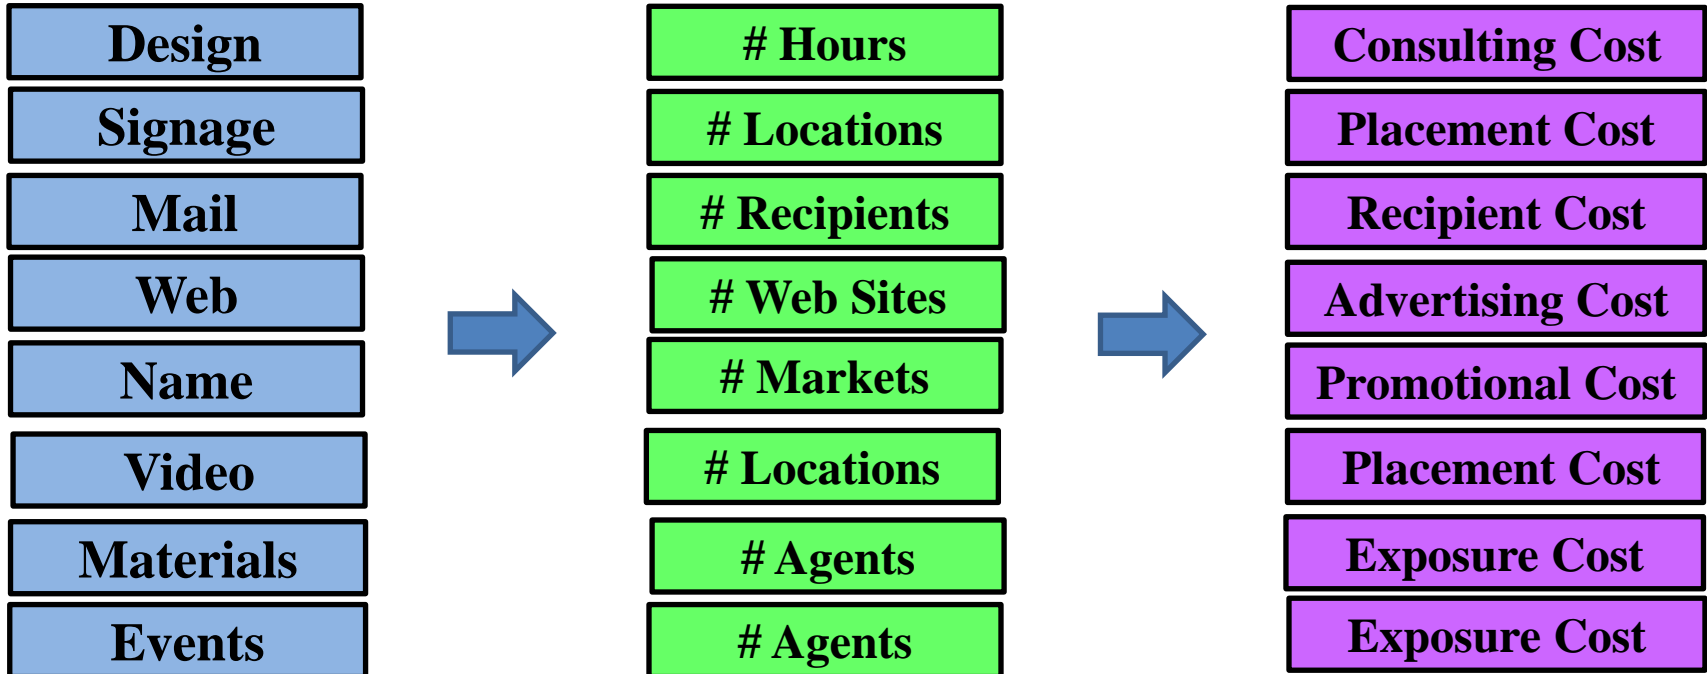 Design
# Hours
Consulting Cost
Signage
# Locations
Placement Cost
Mail
# Recipients
Recipient Cost
Web
# Web Sites
Advertising Cost
Name
# Markets
Promotional Cost
Video
# Locations
Placement Cost
Materials
# Agents
Exposure Cost
Events
# Agents
Exposure Cost